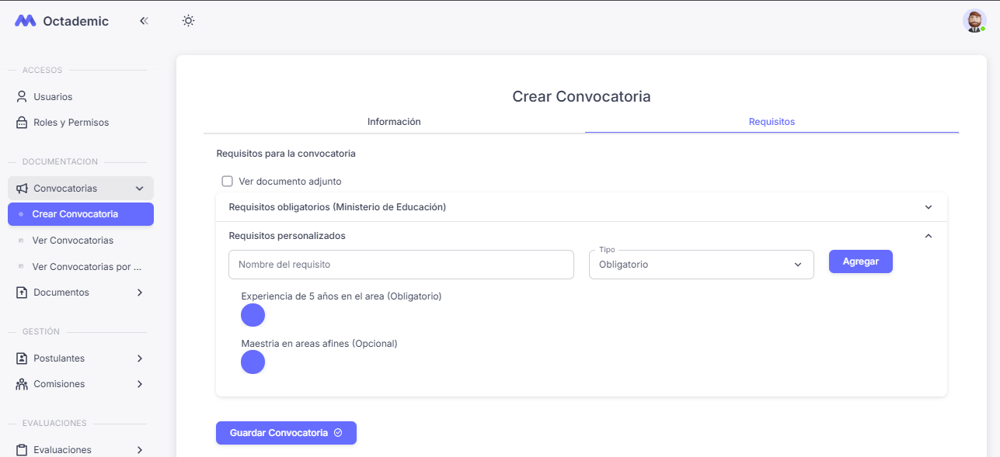 Octademic
ACCESOS
Usuarios
Roles y Permisos
DOCUMENTACION
Convocatorias
Crear Convocatoria
Ver Convocatorias
Ver Convocatorias por ...
Documentos
GESTIÓN
Postulantes
Comisiones
EVALUACIONES
Evaluaciones
Crear Convocatoria
Información
Requisitos
Requisitos para la convocatoria
Ver documento adjunto
Requisitos obligatorios (Ministerio de Educación)
Requisitos personalizados
Nombre del requisito
Tipo
Obligatorio
Agregar
Experiencia de 5 años en el area (Obligatorio)
Maestria en areas afines (Opcional)
Guardar Convocatoria